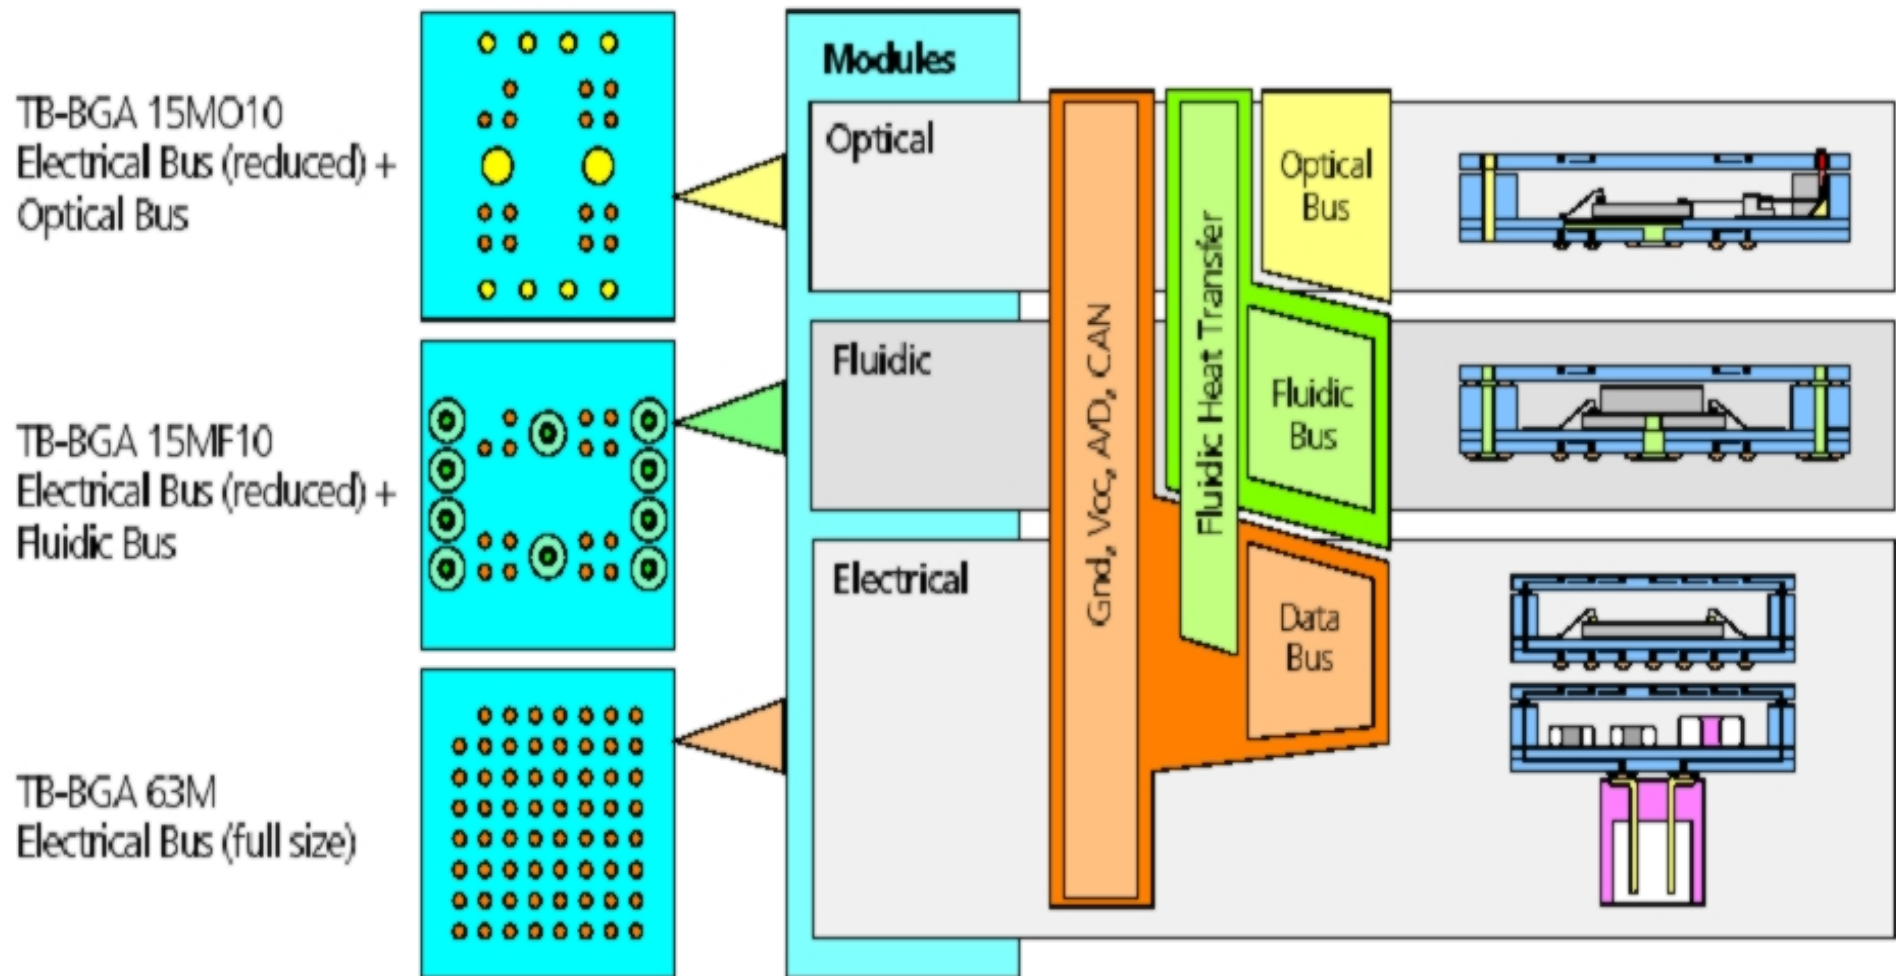 TB-BGA 15MO10
Electrical Bus (reduced) +
Optical Bus
TB-BGA 15MF10
Electrical Bus (reduced) +
Fluidic Bus
TB-BGA 63M
Electrical Bus (full size)
Modules
Optical
Fluidic
Electrical
Gnd, Vcc, A/D, CAN
Fluidic Heat Transfer
Optical
Bus
Fluidic
Bus
Data
Bus